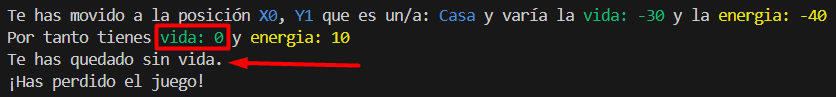 Te has movido a la posición X0, Y1 que es un/a: Casa y varía la vida: -30 y la energia: -40
Por tanto tienes vida: 0 y energia: 10
Te has quedado sin vida.
¡Has perdido el juego!